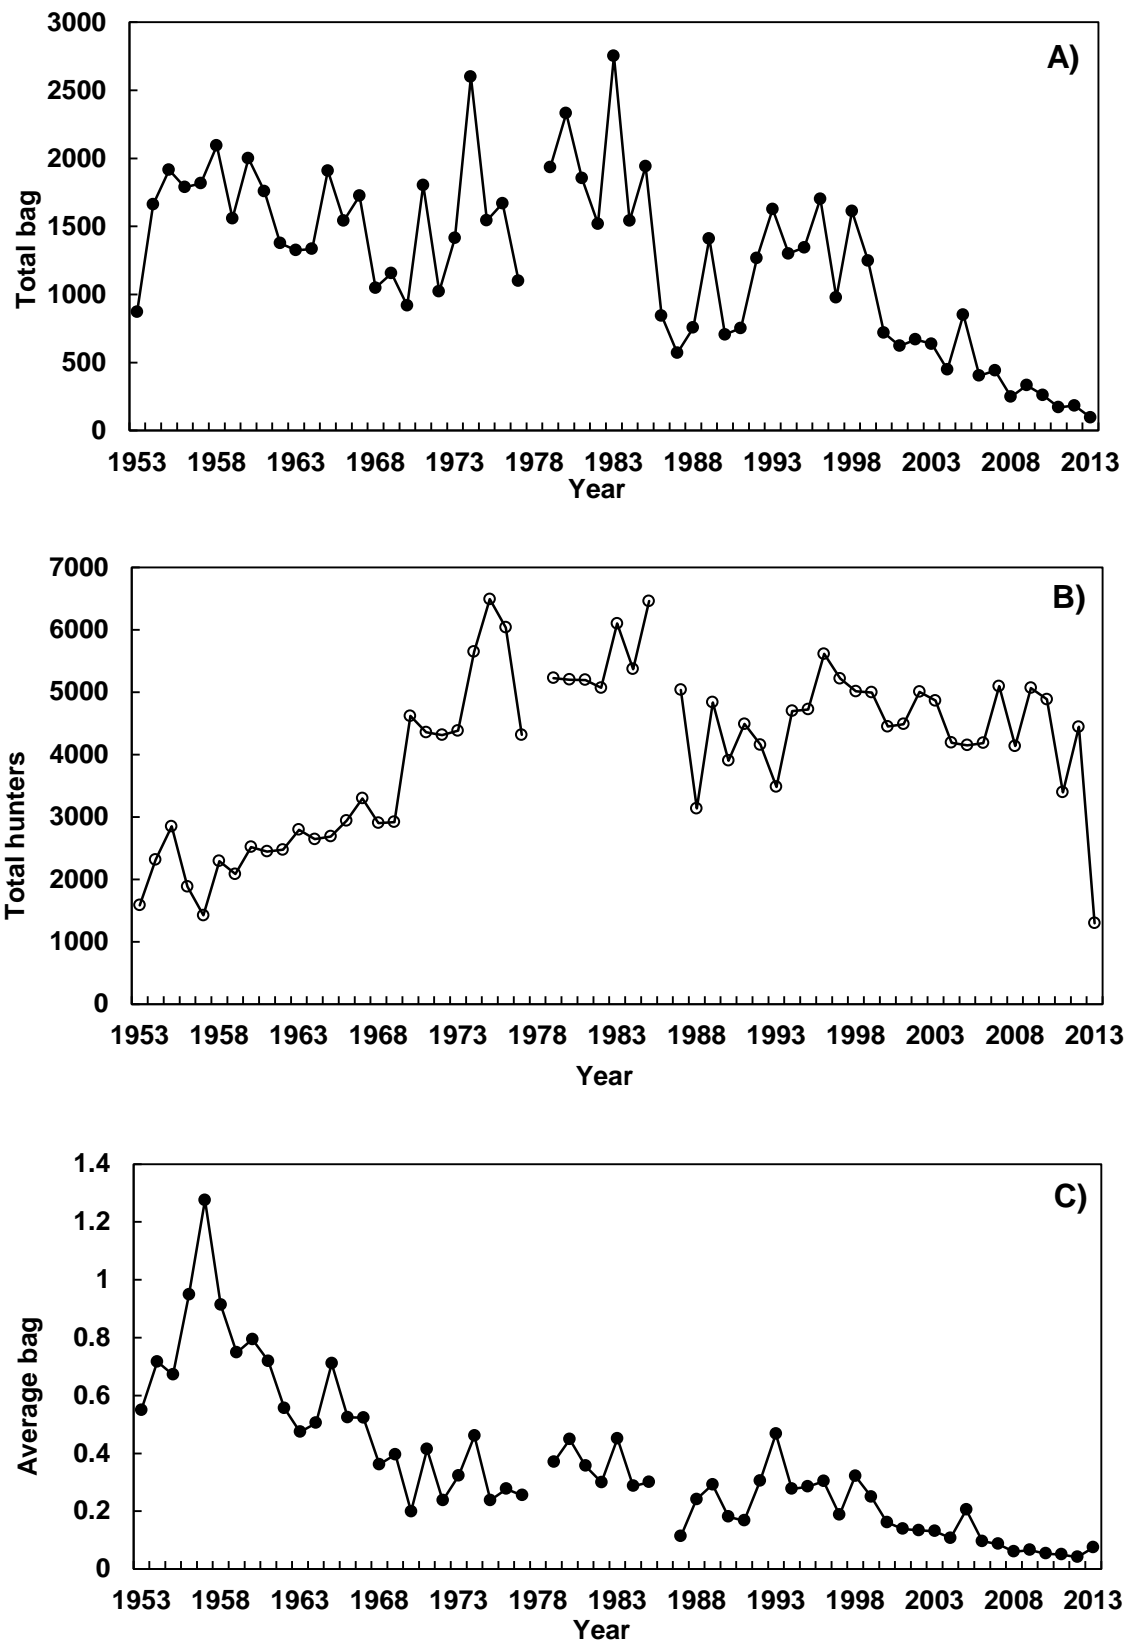 A)
Total bag
3000
2500
2000
1500
1000
500
0
1953 1958 1963 1968 1973 1978 1983 1988 1993 1998 2003 2008 2013
Year
B)
Total hunters
7000
6000
5000
4000
3000
2000
1000
0
1953 1958 1963 1968 1973 1978 1983 1988 1993 1998 2003 2008 2013
Year
C)
Average bag
1.4
1.2
1
0.8
0.6
0.4
0.2
0
1953 1958 1963 1968 1973 1978 1983 1988 1993 1998 2003 2008 2013
Year